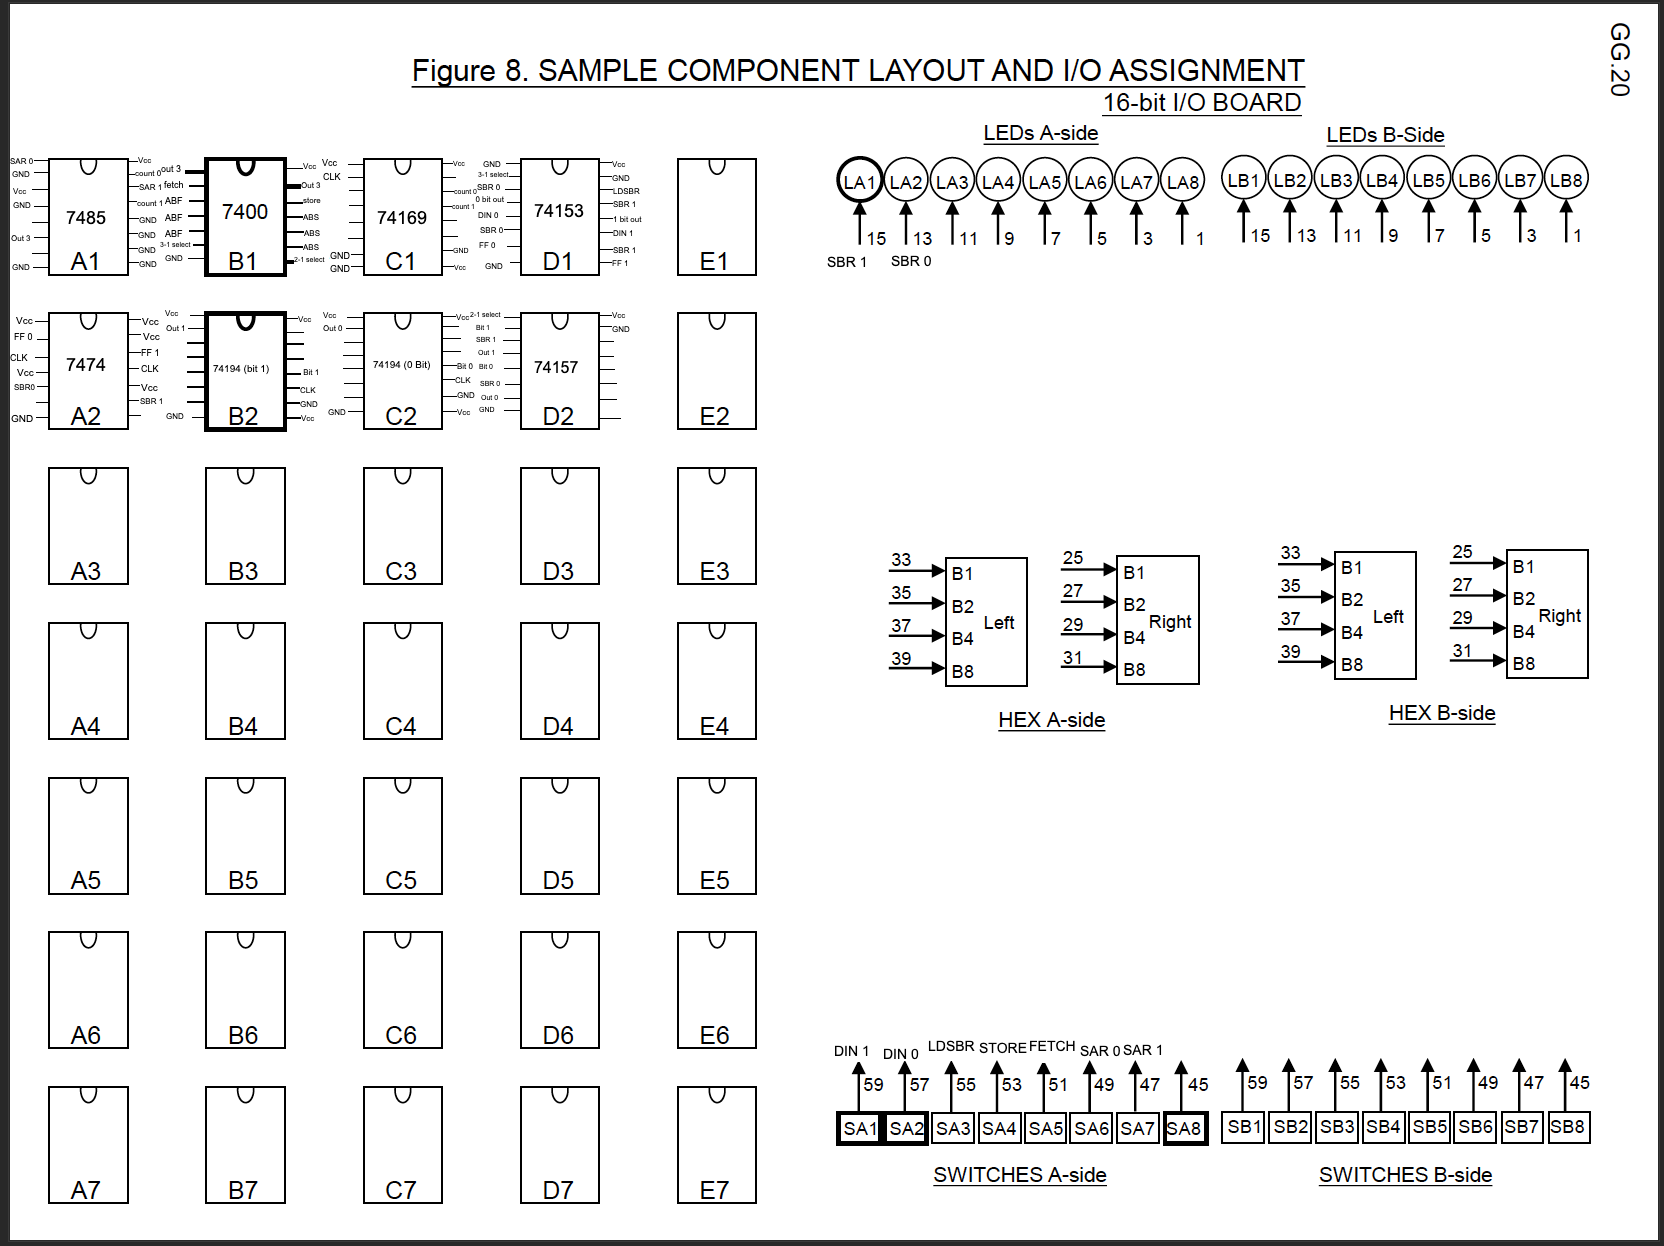 GG.20
Figure 8. SAMPLE COMPONENT LAYOUT AND I/O ASSIGNMENT
16-bit I/O BOARD
LEDs A-side
LEDs B-Side
SAR 0
GND
Vcc
GND
Out 3
GND
7485
A1
Vcc
count 0
SAR 1
count 1
GND
GND
GND
GND
out 3
fetch
ABF
ABF
ABF
3-1 select
GND
7400
B1
Vcc
Out 3
store
ABS
ABS
ABS
2-1 select
Vcc
CLK
GND
GND
74169
C1
Vcc
count 0
count 1
GND
Vcc
GND
3-1 select
SBR 0
0 bit out
DIN 0
SBR 0
FF 0
GND
74153
D1
Vcc
GND
LDSBR
SBR 1
1 bit out
DIN 1
SBR 1
FF 1
E1
LA1 LA2 LA3 LA4 LA5 LA6 LA7 LA8
15 13 11 9 7 5 3 1
SBR 1 SBR 0
LB1 LB2 LB3 LB4 LB5 LB6 LB7 LB8
15 13 11 9 7 5 3 1
Vcc
FF 0
CLK
Vcc
SBR0
GND
7474
A2
Vcc
Vcc
FF 1
CLK
Vcc
SBR 1
Vcc
Out 1
GND
74194 (bit 1)
B2
Vcc
Bit 1
CLK
GND
Vcc
Vcc
Out 0
GND
74194 (0 Bit)
C2
Vcc
Bit 0
CLK
GND
Vcc
2-1 select
Bit 1
SBR 1
Out 1
Bit 0
SBR 0
Out 0
GND
74157
D2
Vcc
GND
E2
A3 B3 C3 D3 E3
A4 B4 C4 D4 E4
A5 B5 C5 D5 E5
A6 B6 C6 D6 E6
A7 B7 C7 D7 E7
33 B1
35 B2
37 B4
39 B8
Left
25 B1
27 B2
29 B4
31 B8
Right
HEX A-side
33 B1
35 B2
37 B4
39 B8
Left
25 B1
27 B2
29 B4
31 B8
Right
HEX B-side
DIN 1 DIN 0 LDSBR STORE FETCH SAR 0 SAR 1
59 57 55 53 51 49 47 45
SA1 SA2 SA3 SA4 SA5 SA6 SA7 SA8
SWITCHES A-side
59 57 55 53 51 49 47 45
SB1 SB2 SB3 SB4 SB5 SB6 SB7 SB8
SWITCHES B-side